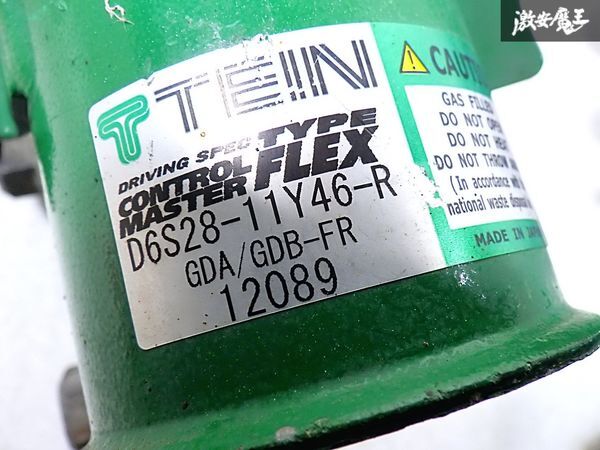 激安魔王
TEIN
DRIVING SPEC TYPE
CONTROL FLEX
MASTER
D6S28-11Y46-R
GDA/GDB-FR
12089
CAUTION
GAS FILLED
DO NOT OPEN
DO NOT HEAT
DO NOT THROW
(In accordance with
national waste disposal
MADE IN JAPAN